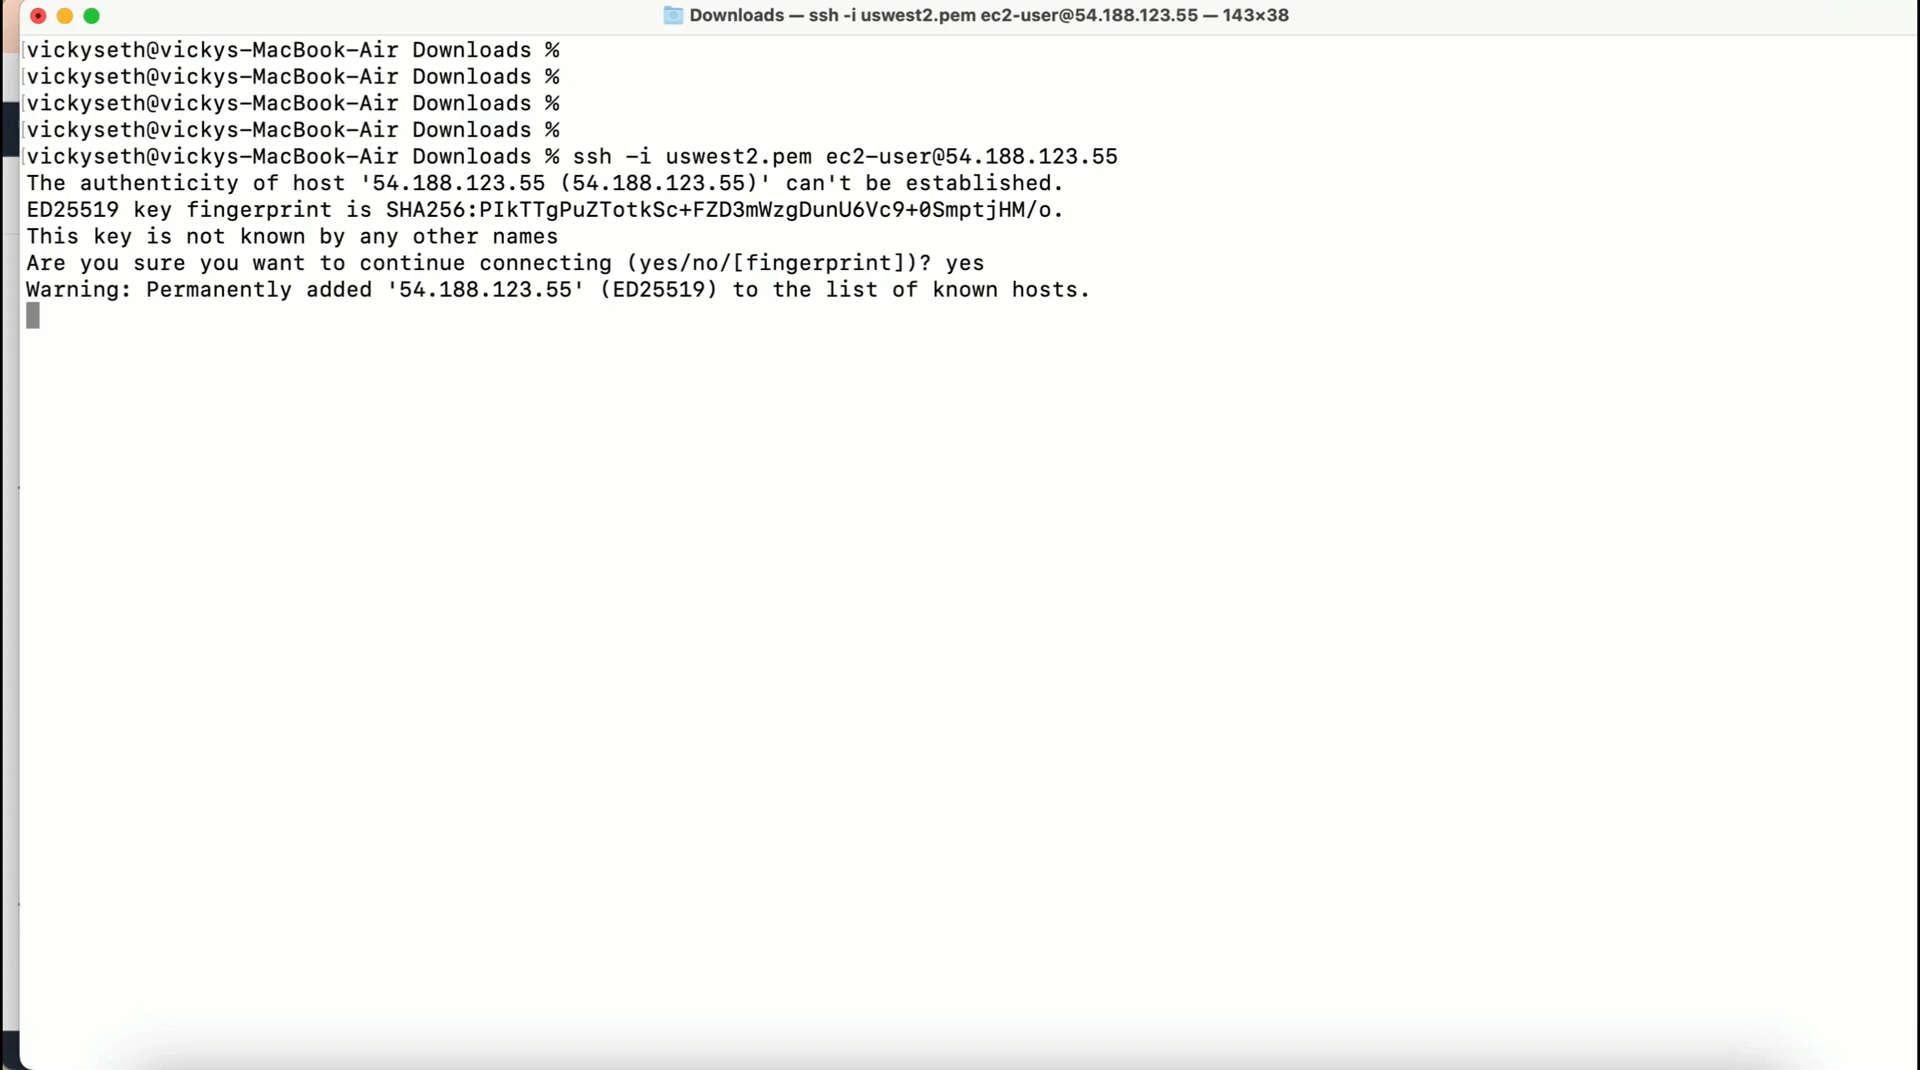 Downloads — ssh -i uswest2.pem ec2-user@54.188.123.55 — 143×38
[vickyseth@vickys-MacBook-Air Downloads %
[vickyseth@vickys-MacBook-Air Downloads %
[vickyseth@vickys-MacBook-Air Downloads %
[vickyseth@vickys-MacBook-Air Downloads %
[vickyseth@vickys-MacBook-Air Downloads % ssh -i uswest2.pem ec2-user@54.188.123.55
The authenticity of host '54.188.123.55 (54.188.123.55)' can't be established.
ED25519 key fingerprint is SHA256:PIkTTgPuZTotkSc+FZD3mWzgDunU6Vc9+0SmptjHM/o.
This key is not known by any other names
Are you sure you want to continue connecting (yes/no/[fingerprint])? yes
Warning: Permanently added '54.188.123.55' (ED25519) to the list of known hosts.